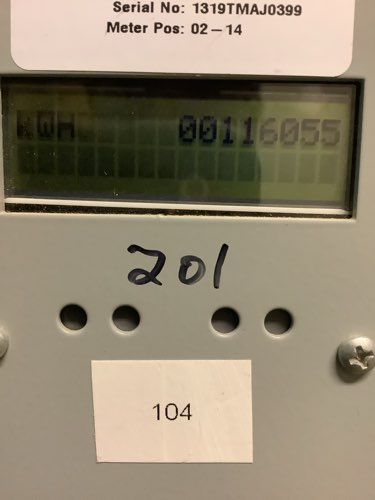 Serial No: 1319TMAJ0399
Meter Pos: 02-14
kWH 00116055
201
104